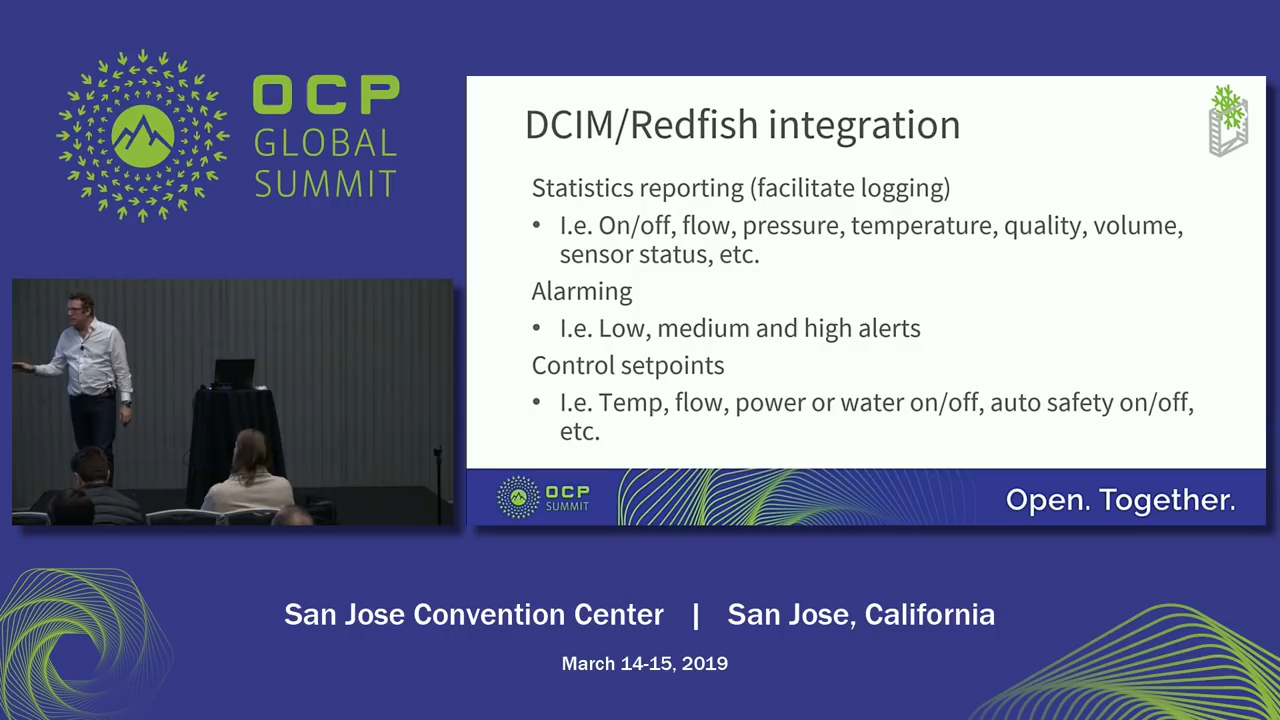 OCP
GLOBAL
SUMMIT
DCIM/Redfish integration
Statistics reporting (facilitate logging)
• I.e. On/off, flow, pressure, temperature, quality, volume,
sensor status, etc.
Alarming
• I.e. Low, medium and high alerts
Control setpoints
• I.e. Temp, flow, power or water on/off, auto safety on/off,
etc.
OCP
SUMMIT
Open. Together.
San Jose Convention Center | San Jose, California
March 14-15, 2019